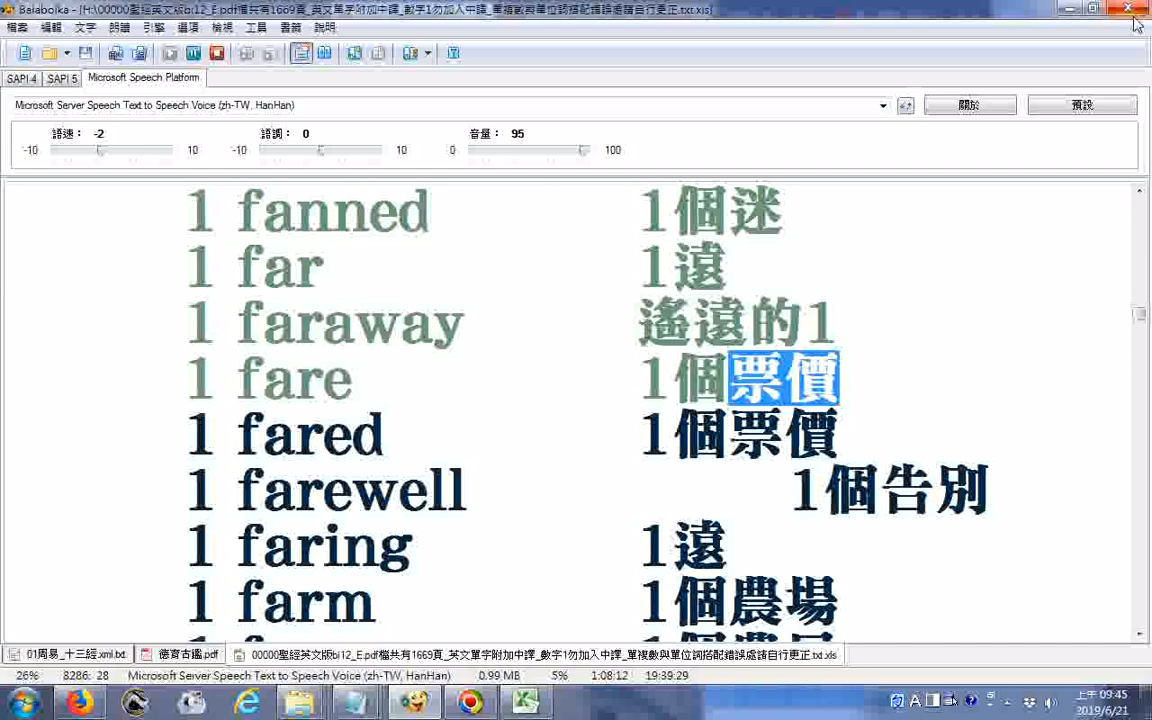 Balabolka - [H:\00000聖經英文版bi12_E.pdf檔共有1669頁_英文單字附加中譯_數字1勿加入中譯_單複數與單位詞搭配錯誤處請自行更正.txt.xls]
檔案 編輯 文字 朗讀 引擎 選項 檢視 工具 書籤 說明
SAPI 4 SAPI 5 Microsoft Speech Platform
Microsoft Server Speech Text to Speech Voice (zh-TW, HanHan) 關於 預設
語速： -2 語調： 0 音量： 95
-10 10 -10 10 0 100
1 fanned 1個迷
1 far 1遠
1 faraway 遙遠的1
1 fare 1個票價
1 fared 1個票價
1 farewell 1個告別
1 faring 1遠
1 farm 1個農場
01周易_十三經.xml.txt 德育古鑑.pdf 00000聖經英文版bi12_E.pdf檔共有1669頁_英文單字附加中譯_數字1勿加入中譯_單複數與單位詞搭配錯誤處請自行更正.txt.xls
26% 8286: 28 Microsoft Server Speech Text to Speech Voice (zh-TW, HanHan) 0.99 MB 5% 1:08:12 19:39:29
上午 09:45
2019/6/21